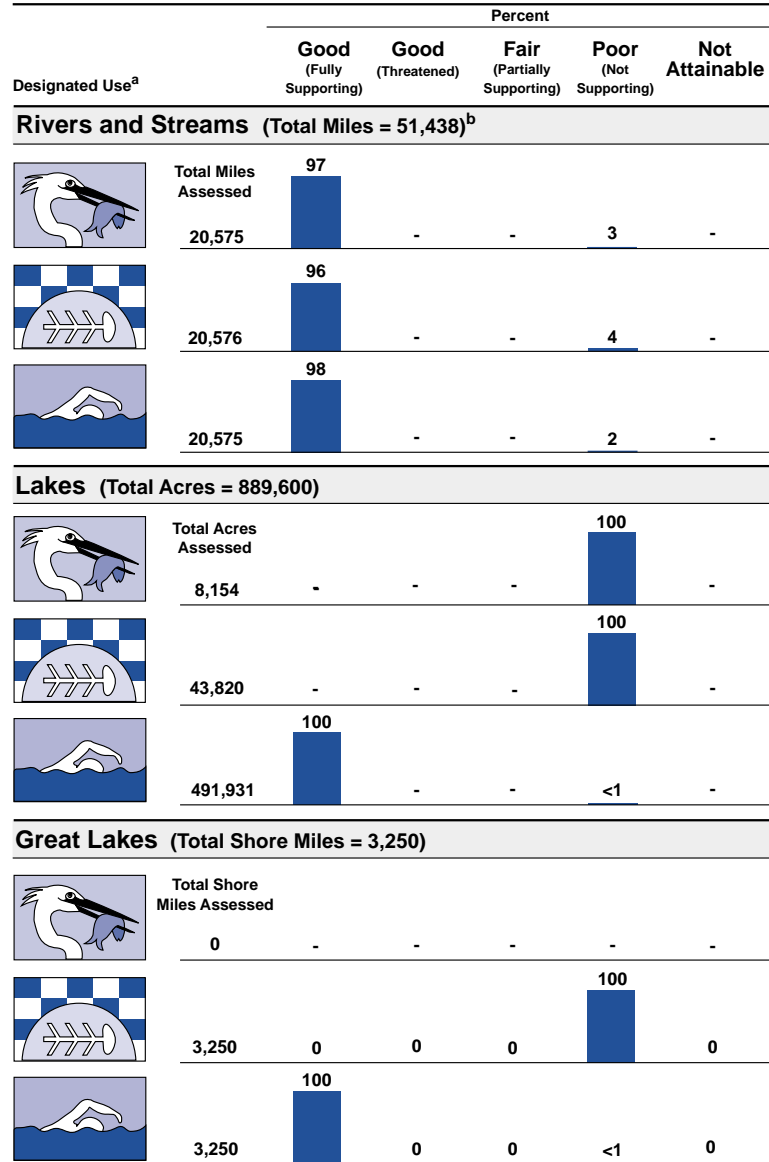 Percent
Designated Useᵃ
Good (Fully Supporting)
Good (Threatened)
Fair (Partially Supporting)
Poor (Not Supporting)
Not Attainable
Rivers and Streams (Total Miles = 51,438)ᵇ
Total Miles Assessed
97
20,575 - - 3 -
96
20,576 - - 4 -
98
20,575 - - 2 -
Lakes (Total Acres = 889,600)
Total Acres Assessed
100
8,154 - - - -
100
43,820 - - - -
100
491,931 - - <1 -
Great Lakes (Total Shore Miles = 3,250)
Total Shore Miles Assessed
0 - - - - -
100
3,250 0 0 0 0
100
3,250 0 0 <1 0